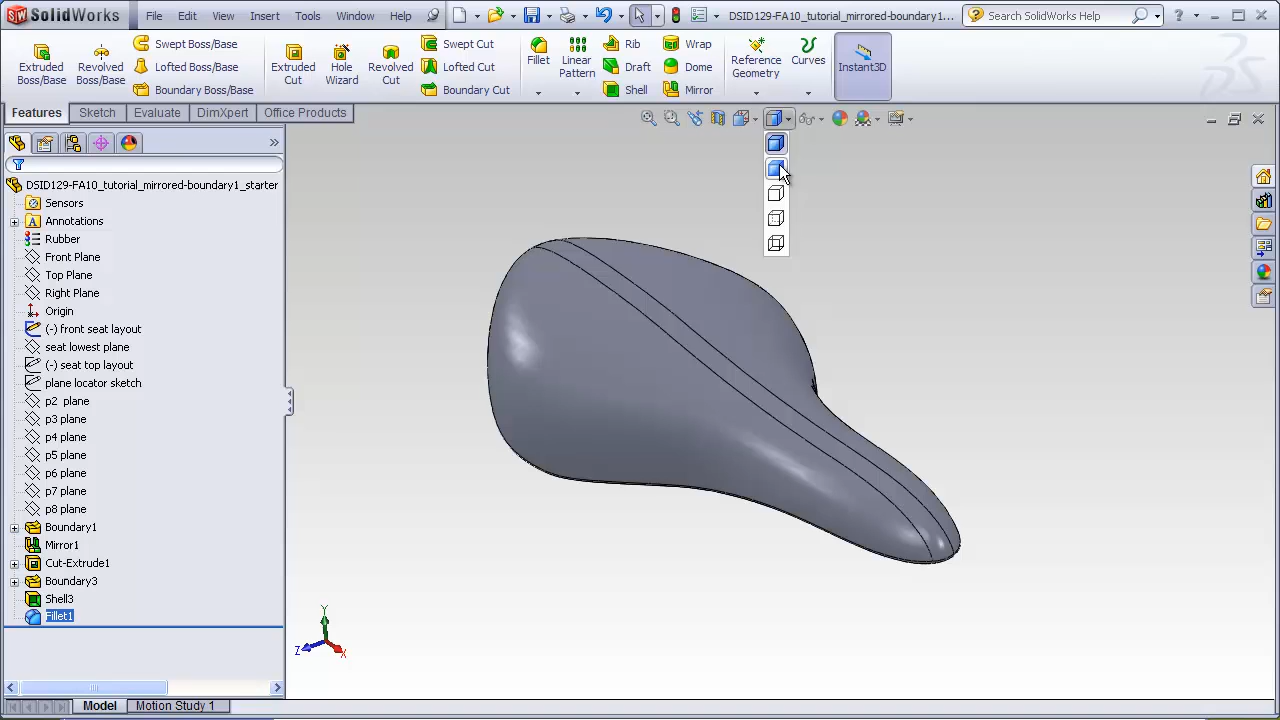 SolidWorks File Edit View Insert Tools Window Help DSID129-FA10_tutorial_mirrored-boundary1... Search SolidWorks Help
Extruded Boss/Base
Revolved Boss/Base
Swept Boss/Base
Lofted Boss/Base
Boundary Boss/Base
Extruded Cut
Hole Wizard
Revolved Cut
Swept Cut
Lofted Cut
Boundary Cut
Fillet
Linear Pattern
Rib
Draft
Shell
Wrap
Dome
Mirror
Reference Geometry
Curves
Instant3D
Features Sketch Evaluate DimXpert Office Products
DSID129-FA10_tutorial_mirrored-boundary1_starter
Sensors
Annotations
Rubber
Front Plane
Top Plane
Right Plane
Origin
(-) front seat layout
seat lowest plane
(-) seat top layout
plane locator sketch
p2 plane
p3 plane
p4 plane
p5 plane
p6 plane
p7 plane
p8 plane
Boundary1
Mirror1
Cut-Extrude1
Boundary3
Shell3
Fillet1
Y
Z
X
Model Motion Study 1